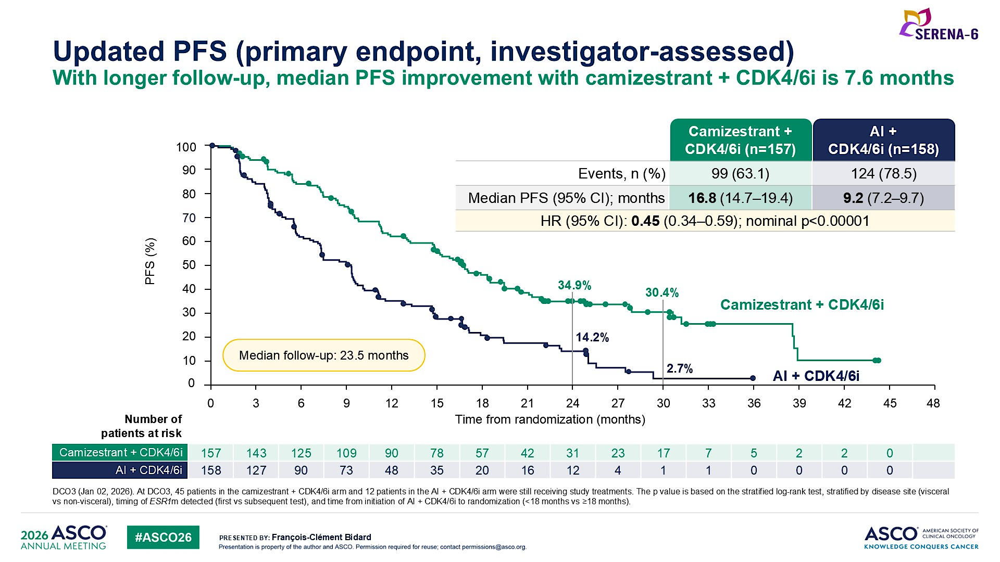 SERENA-6
Updated PFS (primary endpoint, investigator-assessed)
With longer follow-up, median PFS improvement with camizestrant + CDK4/6i is 7.6 months
Camizestrant +
CDK4/6i (n=157)
AI +
CDK4/6i (n=158)
Events, n (%) 99 (63.1) 124 (78.5)
Median PFS (95% CI); months 16.8 (14.7–19.4) 9.2 (7.2–9.7)
HR (95% CI): 0.45 (0.34–0.59); nominal p<0.00001
PFS (%)
100
90
80
70
60
50
40
30
20
10
0
34.9%
30.4%
Camizestrant + CDK4/6i
14.2%
2.7%
AI + CDK4/6i
Median follow-up: 23.5 months
0 3 6 9 12 15 18 21 24 27 30 33 36 39 42 45 48
Time from randomization (months)
Number of
patients at risk
Camizestrant + CDK4/6i 157 143 125 109 90 78 57 42 31 23 17 7 5 2 2 0
AI + CDK4/6i 158 127 90 73 48 35 20 16 12 4 1 1 0 0 0 0
DCO3 (Jan 02, 2026). At DCO3, 45 patients in the camizestrant + CDK4/6i arm and 12 patients in the AI + CDK4/6i arm were still receiving study treatments. The p value is based on the stratified log-rank test, stratified by disease site (visceral
vs non-visceral), timing of ESR1m detected (first vs subsequent test), and time from initiation of AI + CDK4/6i to randomization (<18 months vs ≥18 months).
2026 ASCO
ANNUAL MEETING
#ASCO26
PRESENTED BY: François-Clément Bidard
Presentation is property of the author and ASCO. Permission required for reuse; contact permissions@asco.org.
ASCO AMERICAN SOCIETY OF
CLINICAL ONCOLOGY
KNOWLEDGE CONQUERS CANCER